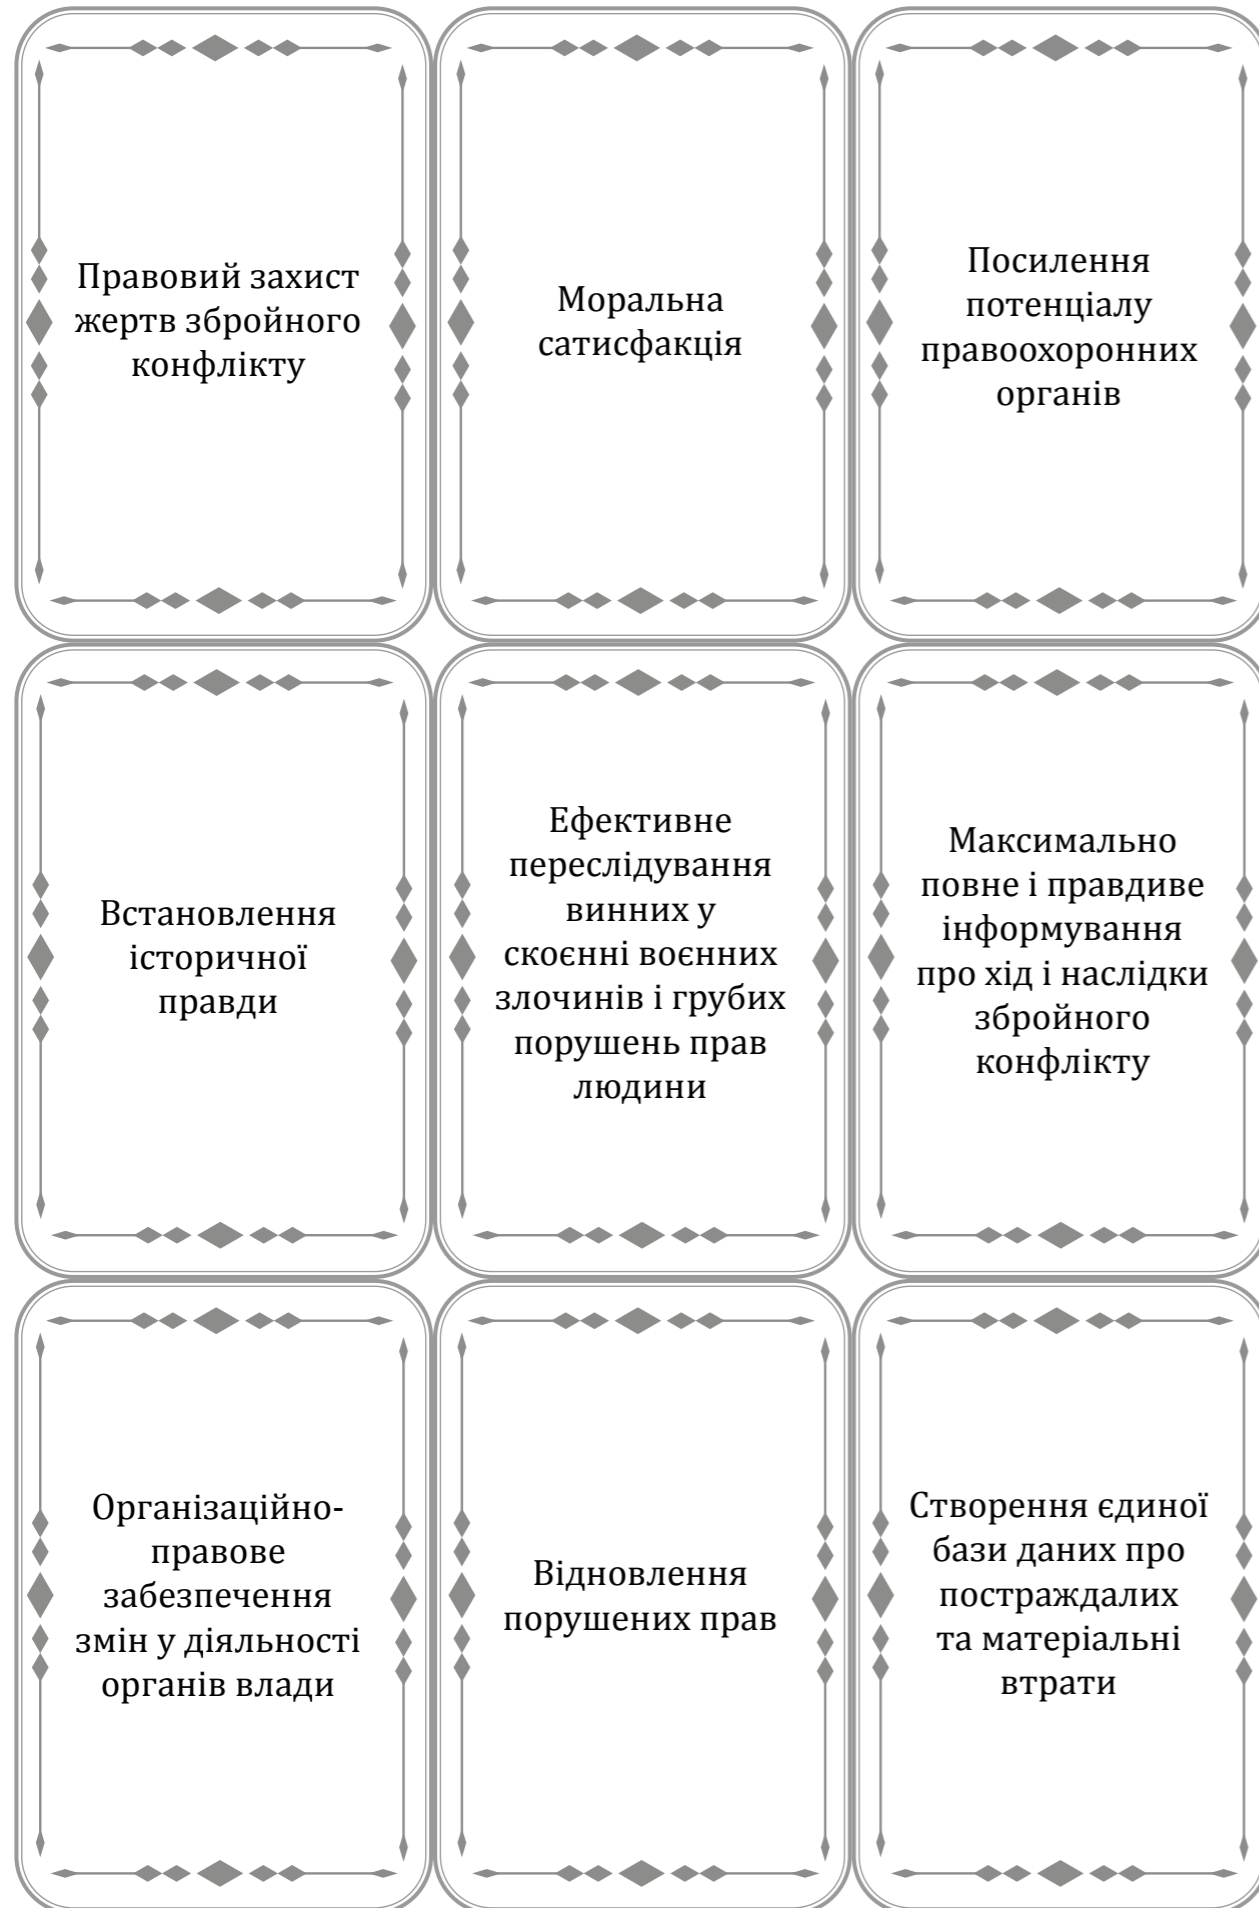 Правовий захист
жертв збройного
конфлікту
Моральна
сатисфакція
Посилення
потенціалу
правоохоронних
органів
Встановлення
історичної
правди
Ефективне
переслідування
винних у
скоєнні воєнних
злочинів і грубих
порушень прав
людини
Максимально
повне і правдиве
інформування
про хід і наслідки
збройного
конфлікту
Організаційно-
правове
забезпечення
змін у діяльності
органів влади
Відновлення
порушених прав
Створення єдиної
бази даних про
постраждалих
та матеріальні
втрати